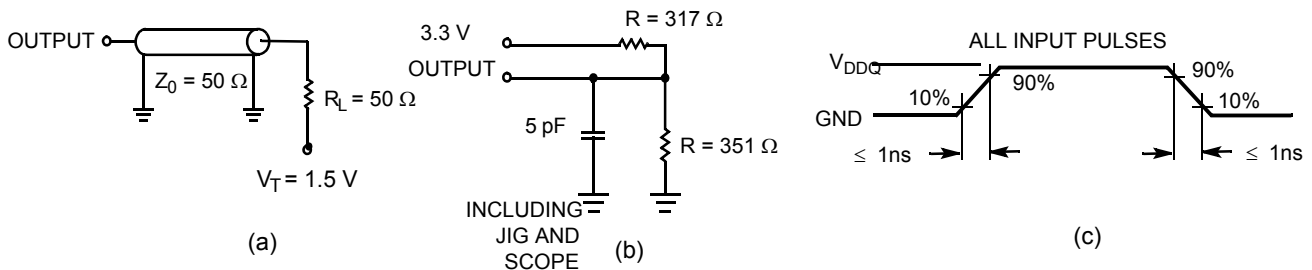 OUTPUT
Z0 = 50 Ω
RL = 50 Ω
VT = 1.5 V
(a)
R = 317 Ω
3.3 V
OUTPUT
5 pF
R = 351 Ω
INCLUDING
JIG AND
SCOPE
(b)
ALL INPUT PULSES
VDDQ
GND
10%
90%
90%
10%
≤ 1ns
≤ 1ns
(c)